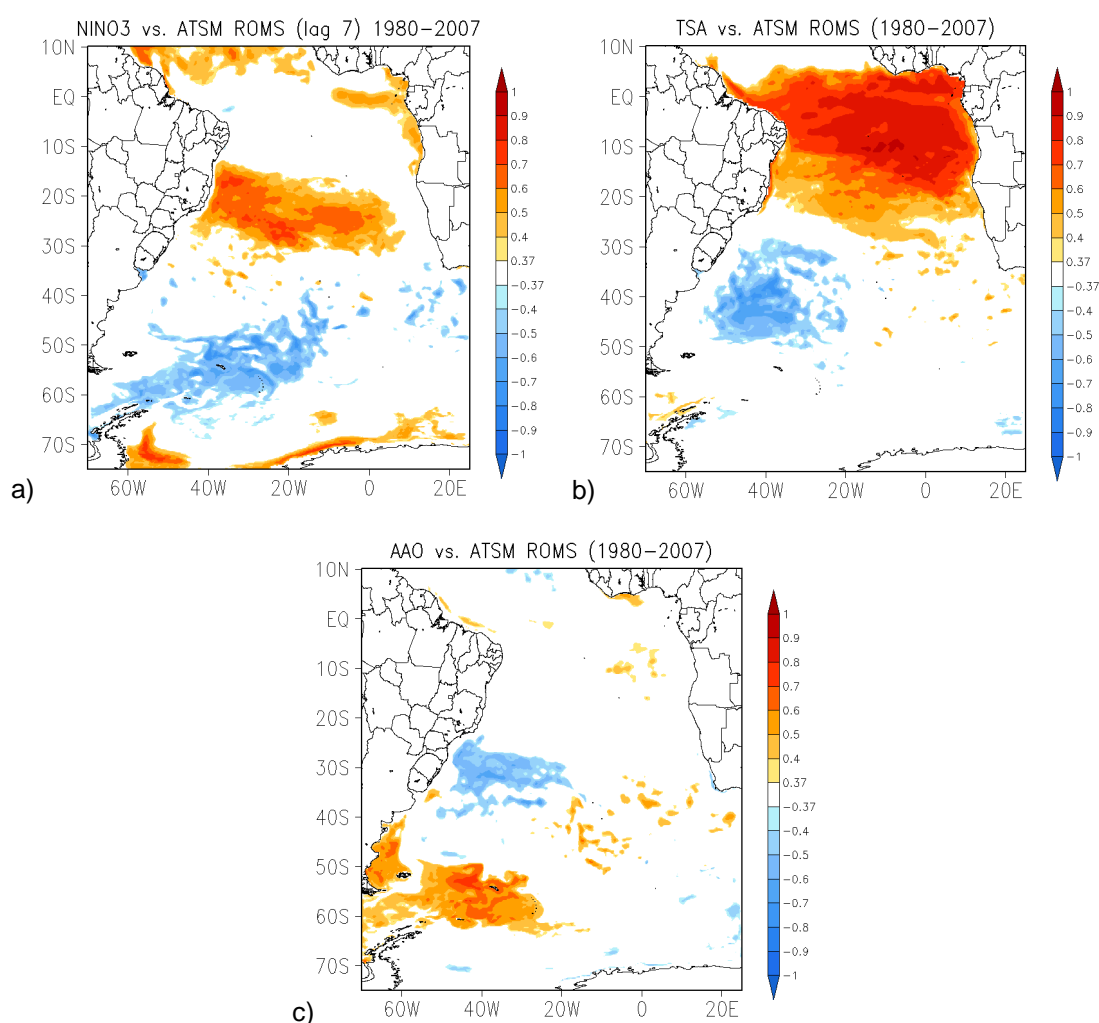 NINO3 vs. ATSM ROMS (lag 7) 1980−2007
10N
EQ
10S
20S
30S
40S
50S
60S
70S
60W 40W 20W 0 20E
1
0.9
0.8
0.7
0.6
0.5
0.4
0.37
−0.37
−0.4
−0.5
−0.6
−0.7
−0.8
−0.9
−1
a)
TSA vs. ATSM ROMS (1980−2007)
10N
EQ
10S
20S
30S
40S
50S
60S
70S
60W 40W 20W 0 20E
1
0.9
0.8
0.7
0.6
0.5
0.4
0.37
−0.37
−0.4
−0.5
−0.6
−0.7
−0.8
−0.9
−1
b)
AAO vs. ATSM ROMS (1980−2007)
10N
EQ
10S
20S
30S
40S
50S
60S
70S
60W 40W 20W 0 20E
1
0.9
0.8
0.7
0.6
0.5
0.4
0.37
−0.37
−0.4
−0.5
−0.6
−0.7
−0.8
−0.9
−1
c)